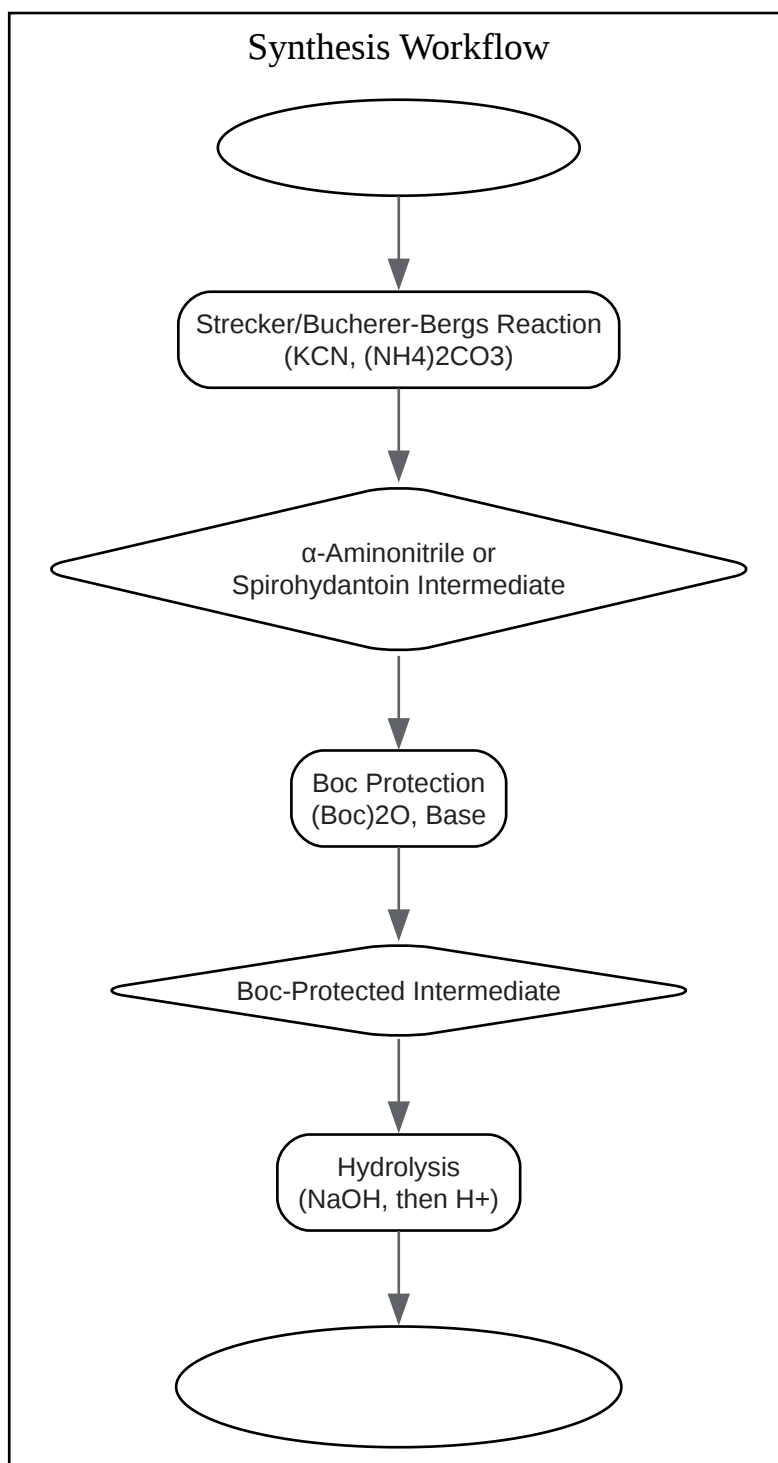 Synthesis Workflow
Strecker/Bucherer-Bergs Reaction
(KCN, (NH4)2CO3)
α-Aminonitrile or
Spirohydantoin Intermediate
Boc Protection
(Boc)2O, Base
Boc-Protected Intermediate
Hydrolysis
(NaOH, then H+)